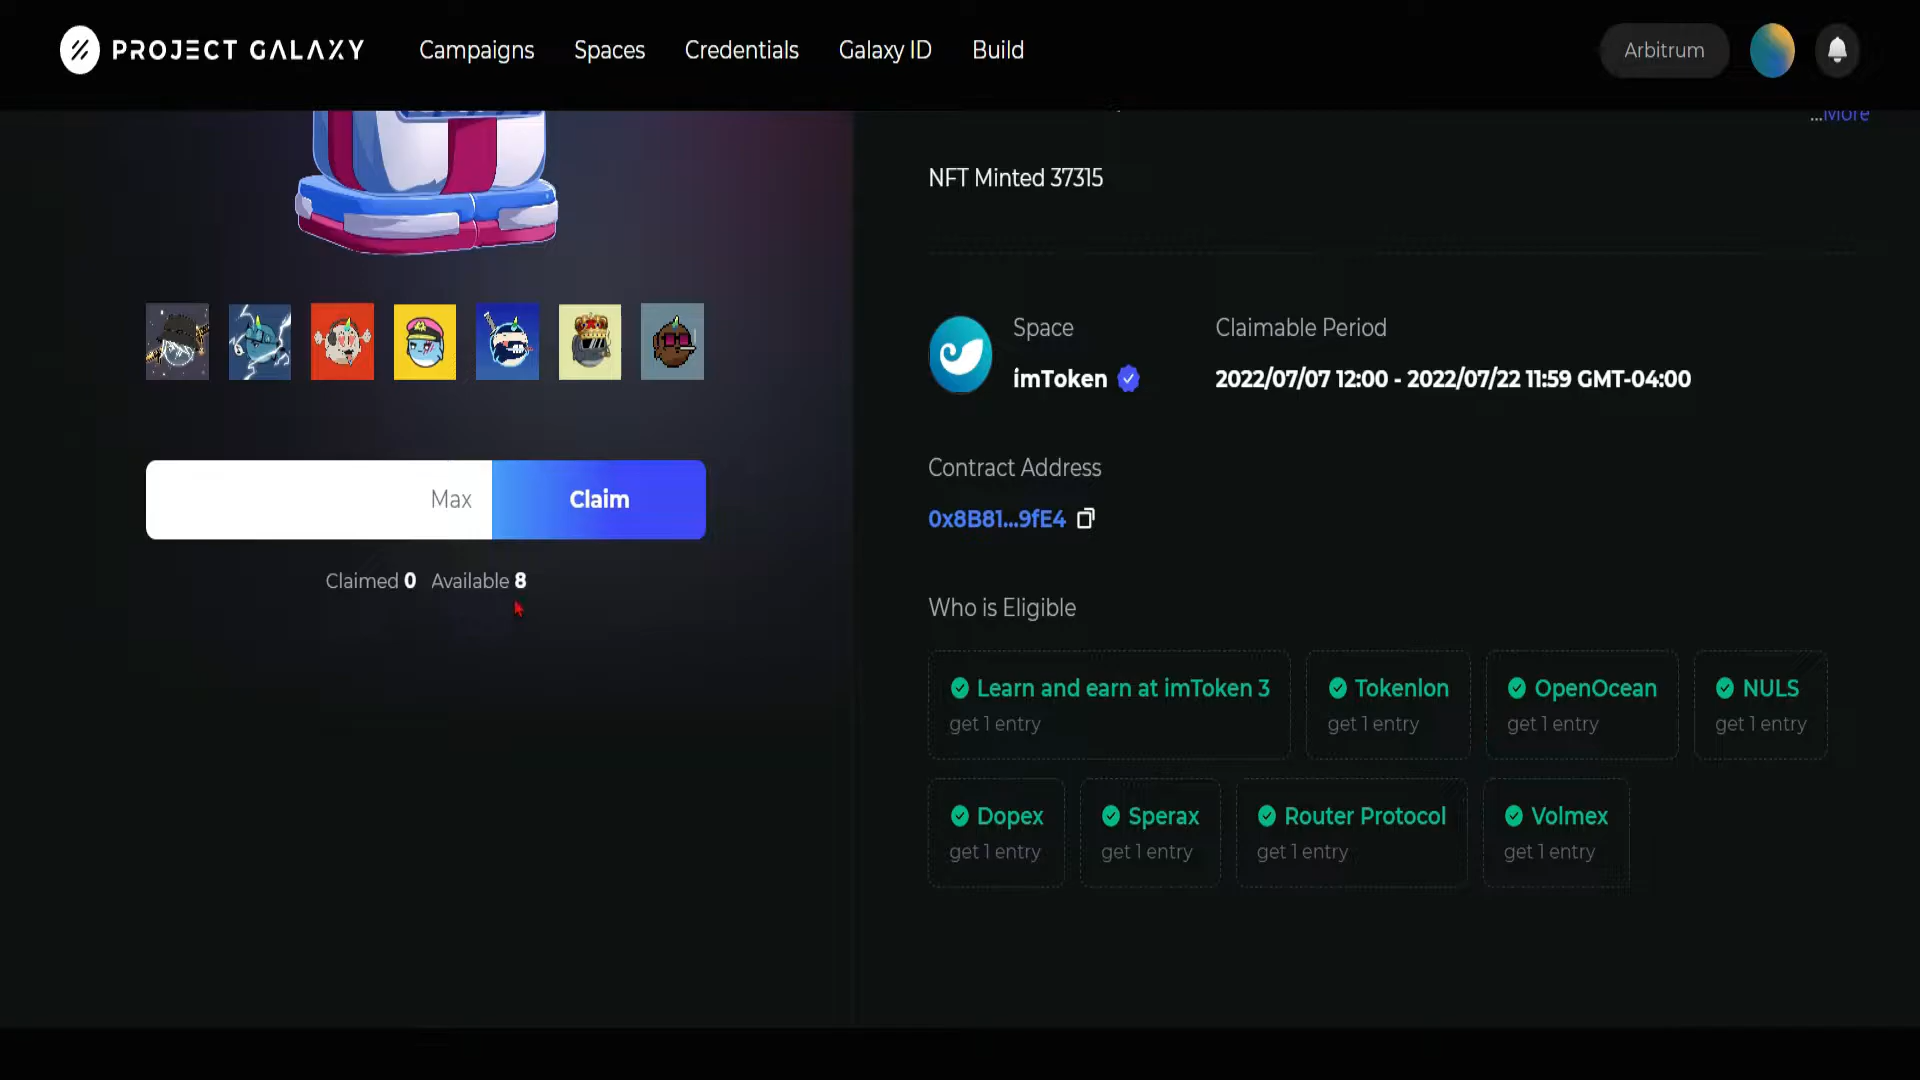 PROJECT GALAXY
Campaigns
Spaces
Credentials
Galaxy ID
Build
Arbitrum
...More
NFT Minted 37315
Space
imToken
Claimable Period
2022/07/07 12:00 - 2022/07/22 11:59 GMT-04:00
Max
Claim
Claimed 0 Available 8
Contract Address
0x8B81...9fE4
Who is Eligible
Learn and earn at imToken 3
get 1 entry
Tokenlon
get 1 entry
OpenOcean
get 1 entry
NULS
get 1 entry
Dopex
get 1 entry
Sperax
get 1 entry
Router Protocol
get 1 entry
Volmex
get 1 entry